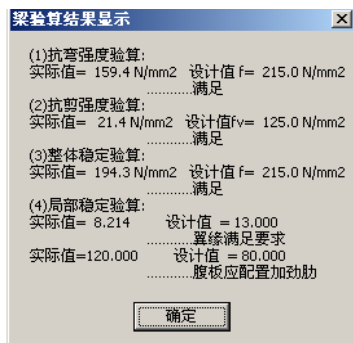 梁验算结果显示
(1)抗弯强度验算:
实际值= 159.4 N/mm2 设计值 f= 215.0 N/mm2
............满足
(2)抗剪强度验算:
实际值= 21.4 N/mm2 设计值fv= 125.0 N/mm2
............满足
(3)整体稳定验算:
实际值= 194.3 N/mm2 设计值 f= 215.0 N/mm2
............满足
(4)局部稳定验算:
实际值= 8.214 设计值 = 13.000
............翼缘满足要求
实际值=120.000 设计值 = 80.000
............腹板应配置加劲肋
确定